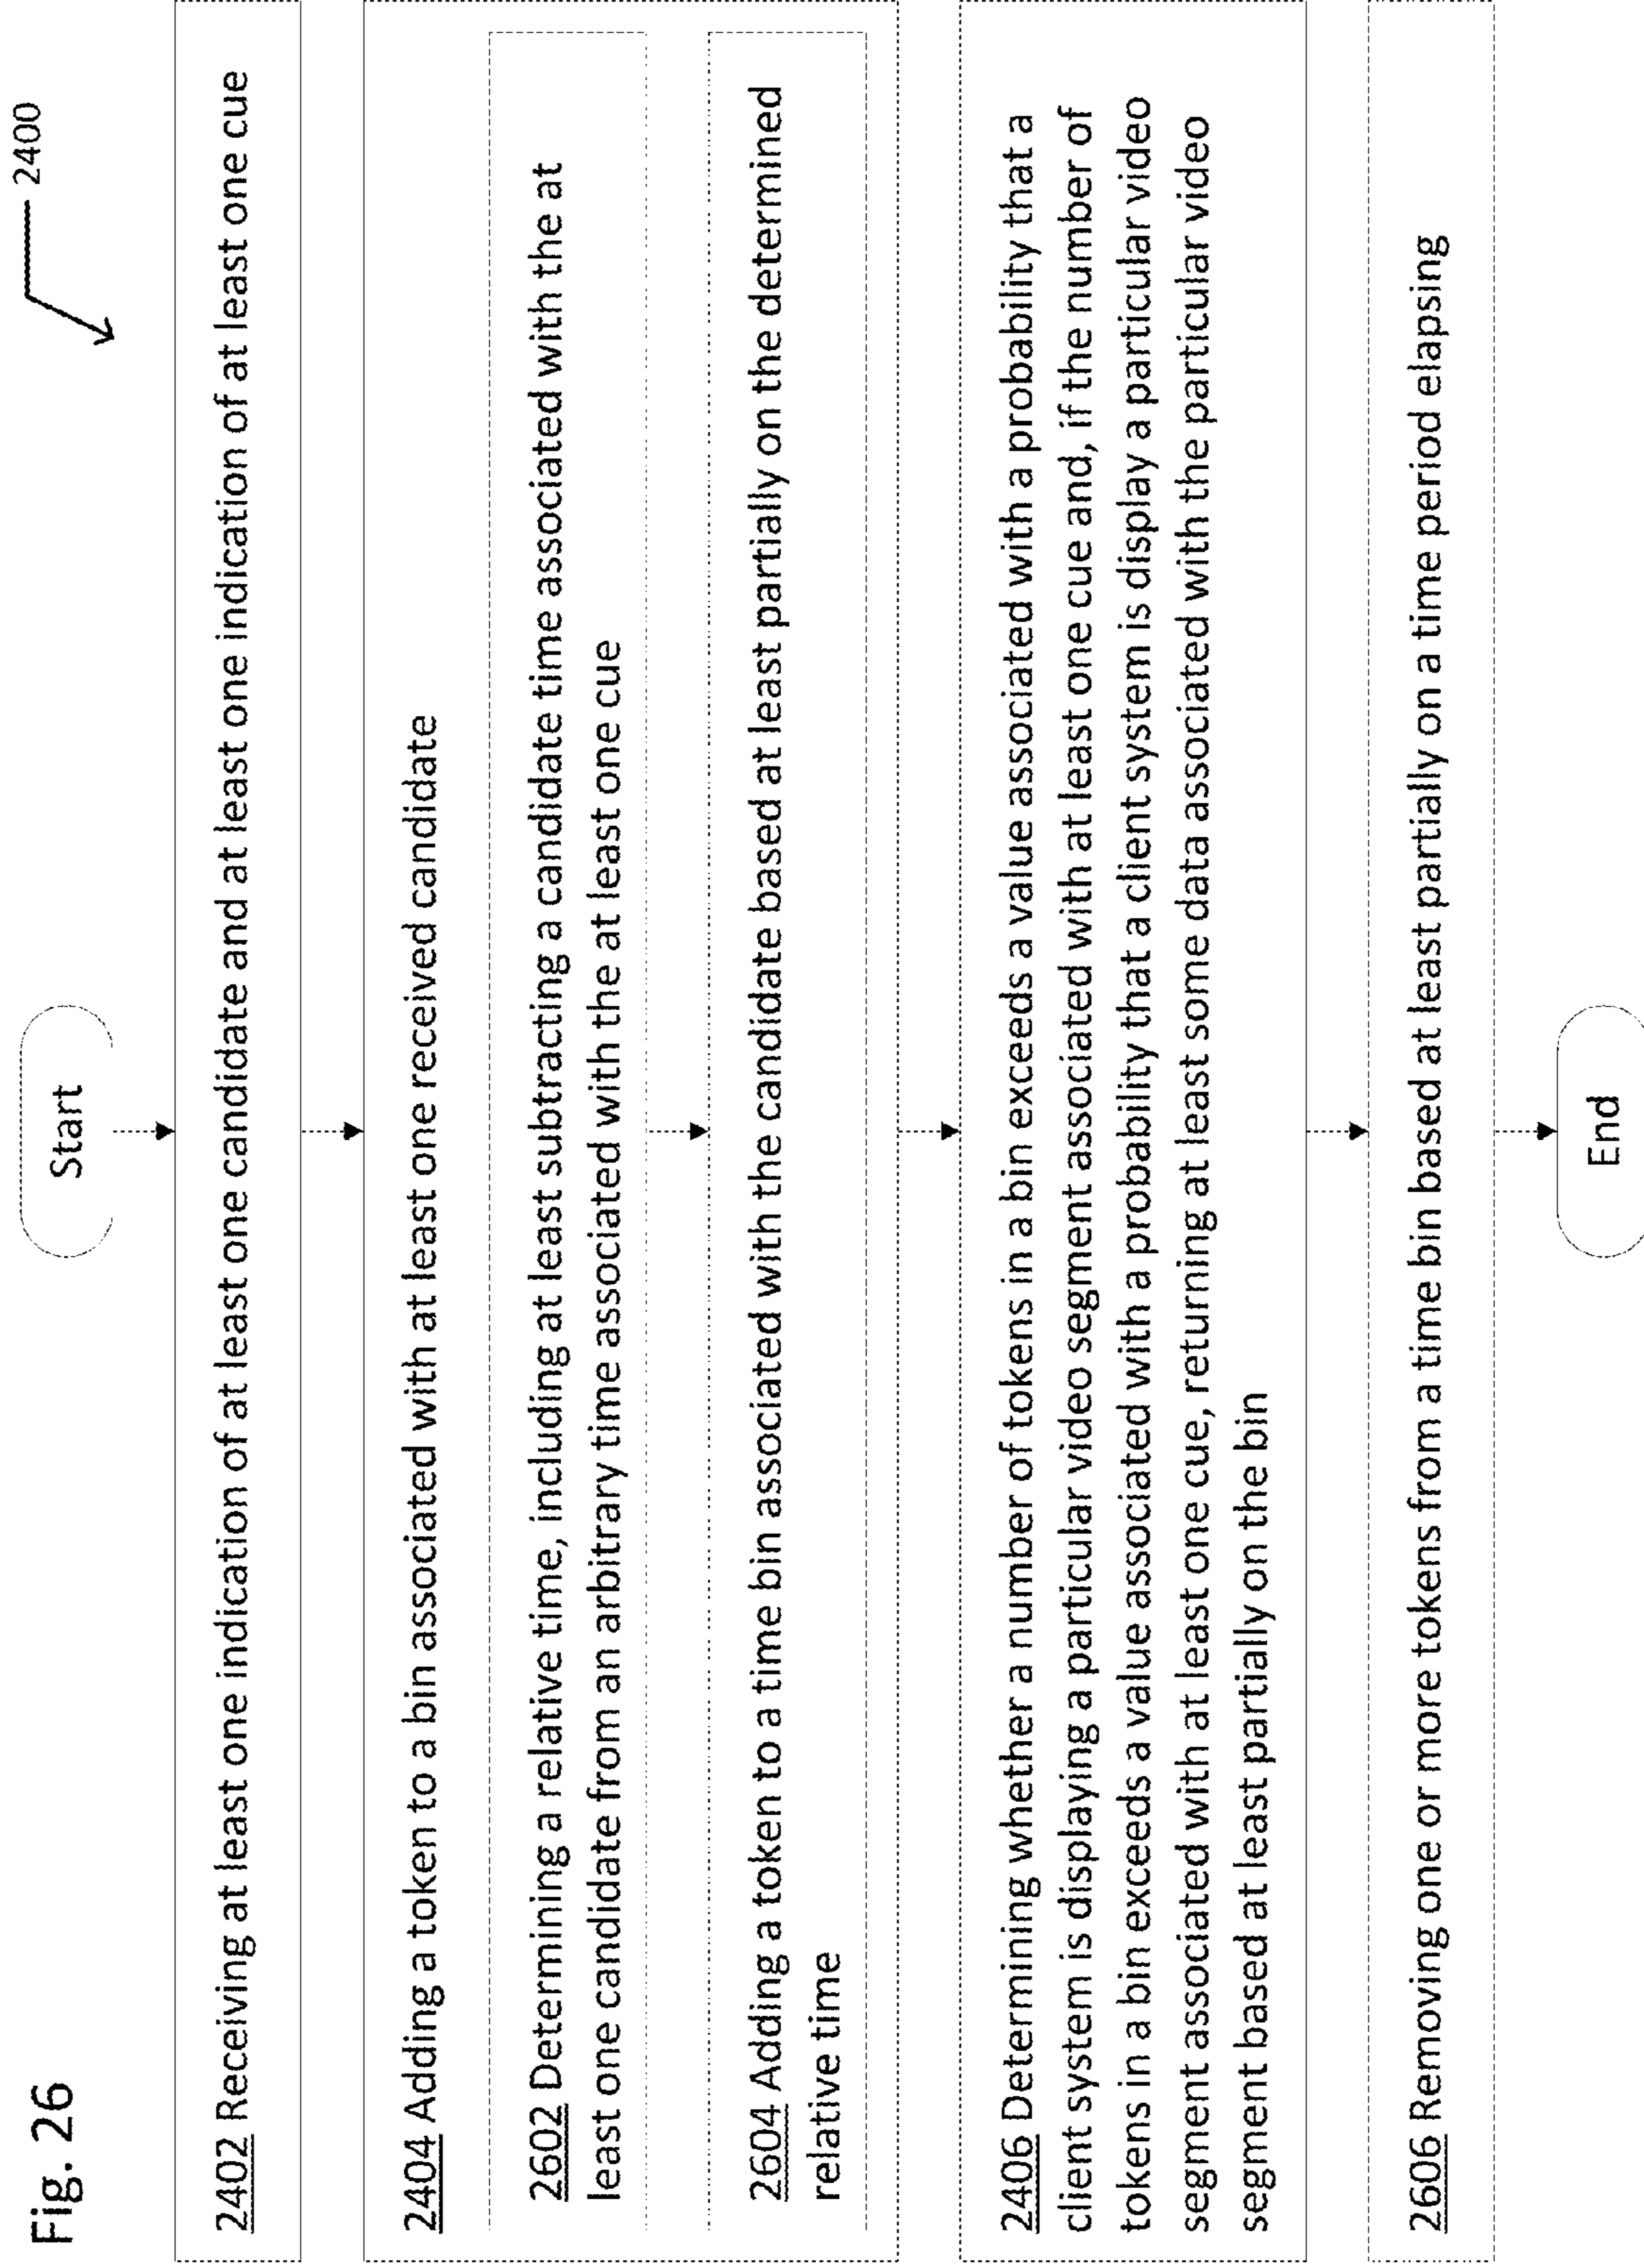 Fig. 26
2400
Start
2402 Receiving at least one indication of at least one candidate and at least one indication of at least one cue
2404 Adding a token to a bin associated with at least one received candidate
2602 Determining a relative time, including at least subtracting a candidate time associated with the at
least one candidate from an arbitrary time associated with the at least one cue
2604 Adding a token to a time bin associated with the candidate based at least partially on the determined
relative time
2406 Determining whether a number of tokens in a bin exceeds a value associated with a probability that a
client system is displaying a particular video segment associated with at least one cue and, if the number of
tokens in a bin exceeds a value associated with a probability that a client system is display a particular video
segment associated with at least one cue, returning at least some data associated with the particular video
segment based at least partially on the bin
2606 Removing one or more tokens from a time bin based at least partially on a time period elapsing
End